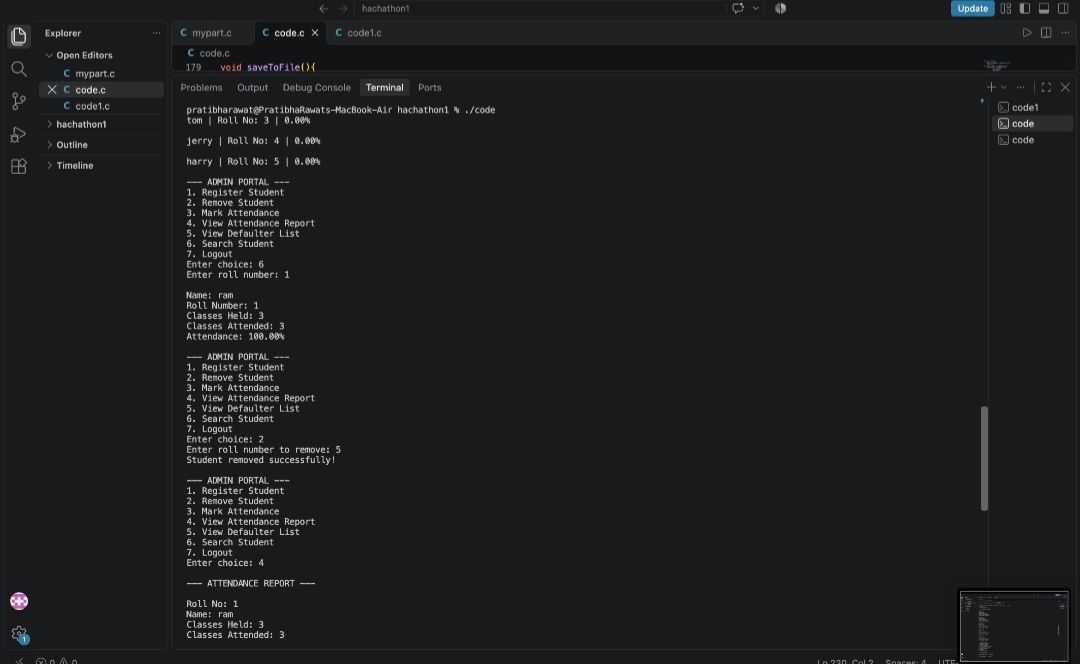 hachathon1
Update
Explorer
mypart.c
code.c
code1.c
Open Editors
code.c
mypart.c
179 void saveToFile(){
code.c
Problems Output Debug Console Terminal Ports
code1.c
hachathon1
pratibharawat@PratibhaRawats-MacBook-Air hachathon1 % ./code
code1
tom | Roll No: 3 | 0.00%
code
jerry | Roll No: 4 | 0.00%
code
Outline
harry | Roll No: 5 | 0.00%
Timeline
--- ADMIN PORTAL ---
1. Register Student
2. Remove Student
3. Mark Attendance
4. View Attendance Report
5. View Defaulter List
6. Search Student
7. Logout
Enter choice: 6
Enter roll number: 1
Name: ram
Roll Number: 1
Classes Held: 3
Classes Attended: 3
Attendance: 100.00%
--- ADMIN PORTAL ---
1. Register Student
2. Remove Student
3. Mark Attendance
4. View Attendance Report
5. View Defaulter List
6. Search Student
7. Logout
Enter choice: 2
Enter roll number to remove: 5
Student removed successfully!
--- ADMIN PORTAL ---
1. Register Student
2. Remove Student
3. Mark Attendance
4. View Attendance Report
5. View Defaulter List
6. Search Student
7. Logout
Enter choice: 4
--- ATTENDANCE REPORT ---
Roll No: 1
Name: ram
Classes Held: 3
Classes Attended: 3
1
0 0
Ln 230, Col 2 Spaces: 4